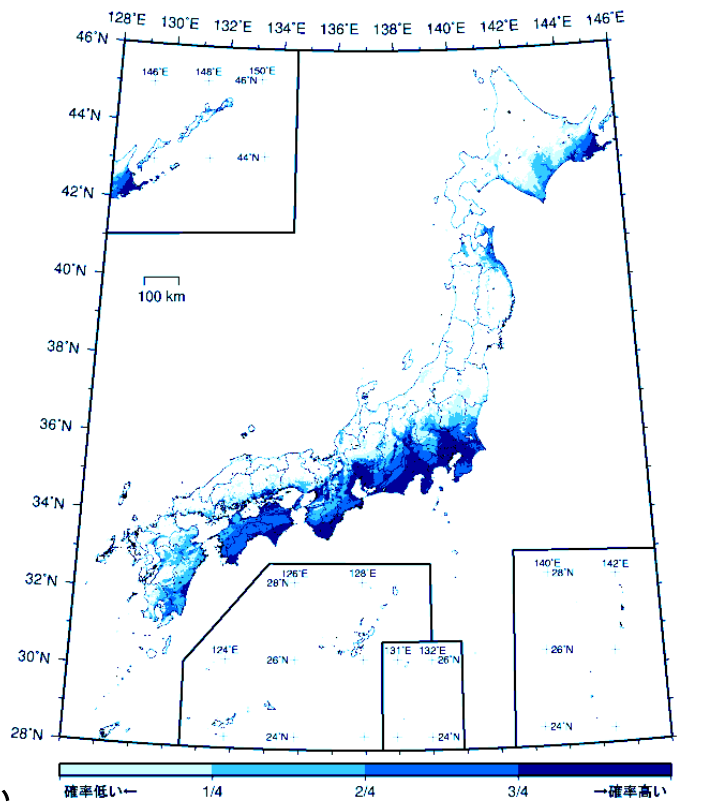 128°E 130°E 132°E 134°E 136°E 138°E 140°E 142°E 144°E 146°E
46°N
146°E 148°E 150°E
46°N
44°N
44°N
42°N
40°N
100 km
38°N
36°N
34°N
32°N
126°E 128°E
28°N
140°E 142°E
28°N
124°E
131°E 132°E
30°N
26°N
26°N
26°N
28°N
24°N
24°N
24°N
確率低い← 1/4 2/4 3/4 →確率高い
)